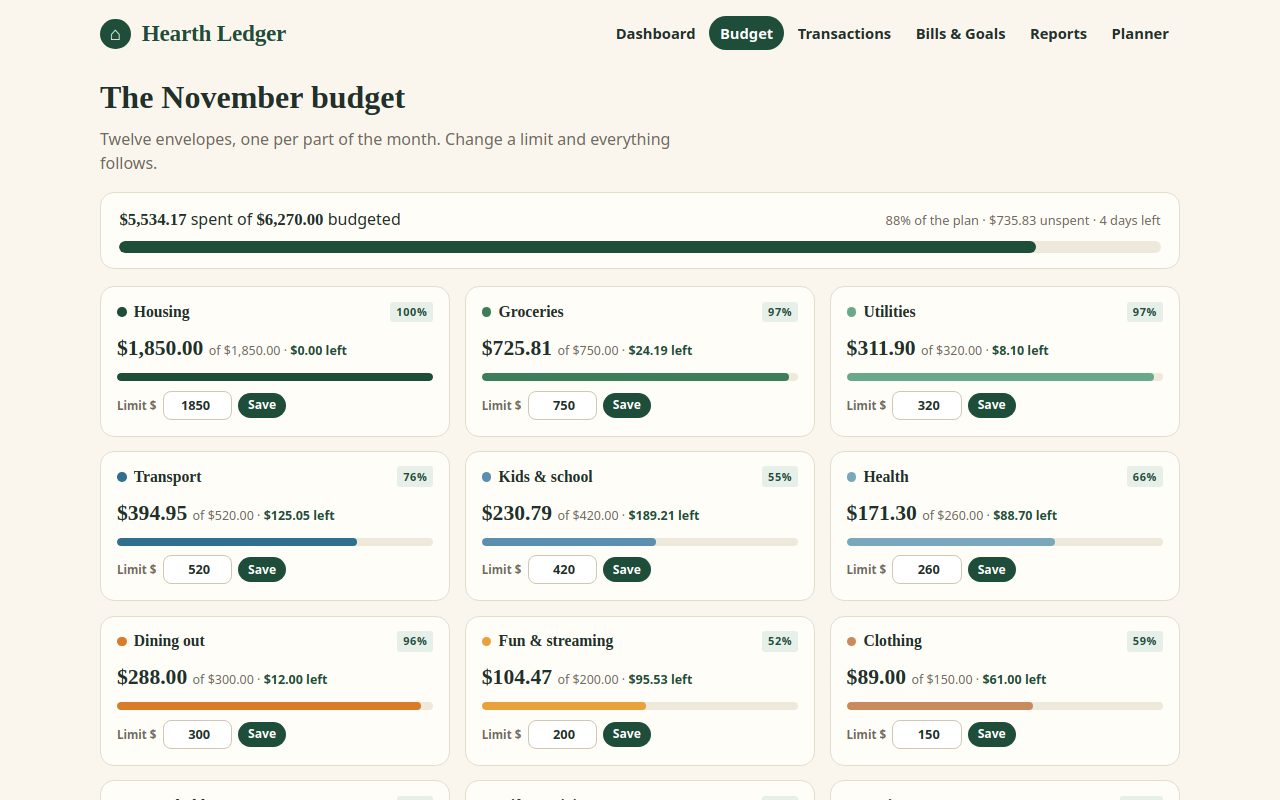 Hearth Ledger
Dashboard
Budget
Transactions
Bills & Goals
Reports
Planner
The November budget
Twelve envelopes, one per part of the month. Change a limit and everything
follows.
$5,534.17 spent of $6,270.00 budgeted
88% of the plan · $735.83 unspent · 4 days left
Housing
100%
$1,850.00 of $1,850.00 · $0.00 left
Limit $ 1850 Save
Groceries
97%
$725.81 of $750.00 · $24.19 left
Limit $ 750 Save
Utilities
97%
$311.90 of $320.00 · $8.10 left
Limit $ 320 Save
Transport
76%
$394.95 of $520.00 · $125.05 left
Limit $ 520 Save
Kids & school
55%
$230.79 of $420.00 · $189.21 left
Limit $ 420 Save
Health
66%
$171.30 of $260.00 · $88.70 left
Limit $ 260 Save
Dining out
96%
$288.00 of $300.00 · $12.00 left
Limit $ 300 Save
Fun & streaming
52%
$104.47 of $200.00 · $95.53 left
Limit $ 200 Save
Clothing
59%
$89.00 of $150.00 · $61.00 left
Limit $ 150 Save